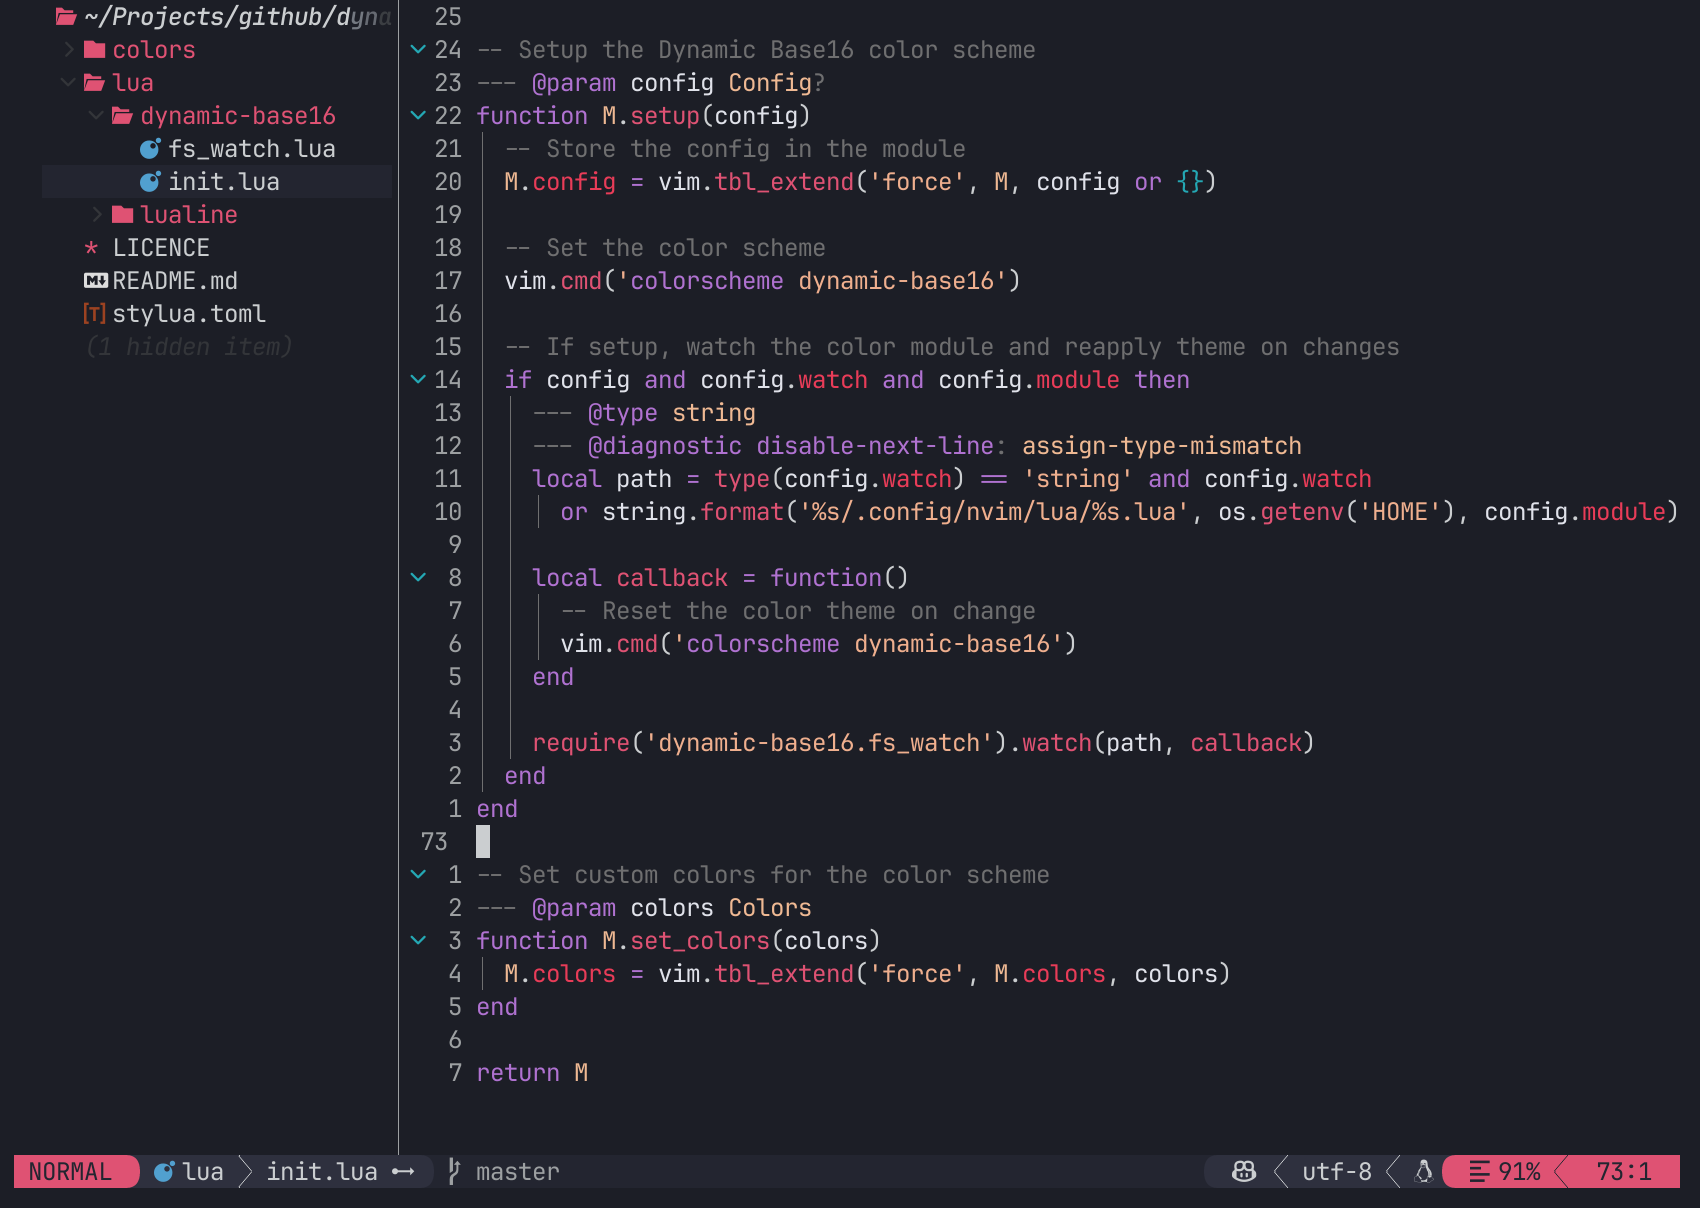 ~/Projects/github/dyna
colors
lua
dynamic-base16
fs_watch.lua
init.lua
lualine
* LICENCE
README.md
[T] stylua.toml
(1 hidden item)
25
24 -- Setup the Dynamic Base16 color scheme
23 --- @param config Config?
22 function M.setup(config)
21 -- Store the config in the module
20 M.config = vim.tbl_extend('force', M, config or {})
19
18 -- Set the color scheme
17 vim.cmd('colorscheme dynamic-base16')
16
15 -- If setup, watch the color module and reapply theme on changes
14 if config and config.watch and config.module then
13 --- @type string
12 --- @diagnostic disable-next-line: assign-type-mismatch
11 local path = type(config.watch) == 'string' and config.watch
10 or string.format('%s/.config/nvim/lua/%s.lua', os.getenv('HOME'), config.module)
9
8 local callback = function()
7 -- Reset the color theme on change
6 vim.cmd('colorscheme dynamic-base16')
5 end
4
3 require('dynamic-base16.fs_watch').watch(path, callback)
2 end
1 end
73
1 -- Set custom colors for the color scheme
2 --- @param colors Colors
3 function M.set_colors(colors)
4 M.colors = vim.tbl_extend('force', M.colors, colors)
5 end
6
7 return M
NORMAL lua init.lua master utf-8 91% 73:1